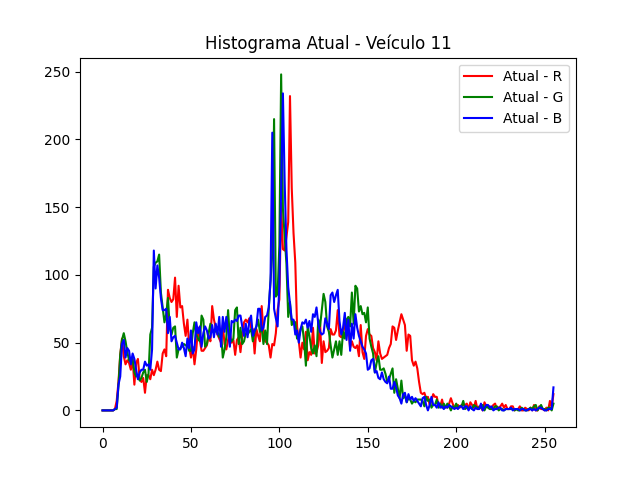 Histograma Atual - Veículo 11
Atual - R
Atual - G
Atual - B
250
200
150
100
50
0
0 50 100 150 200 250